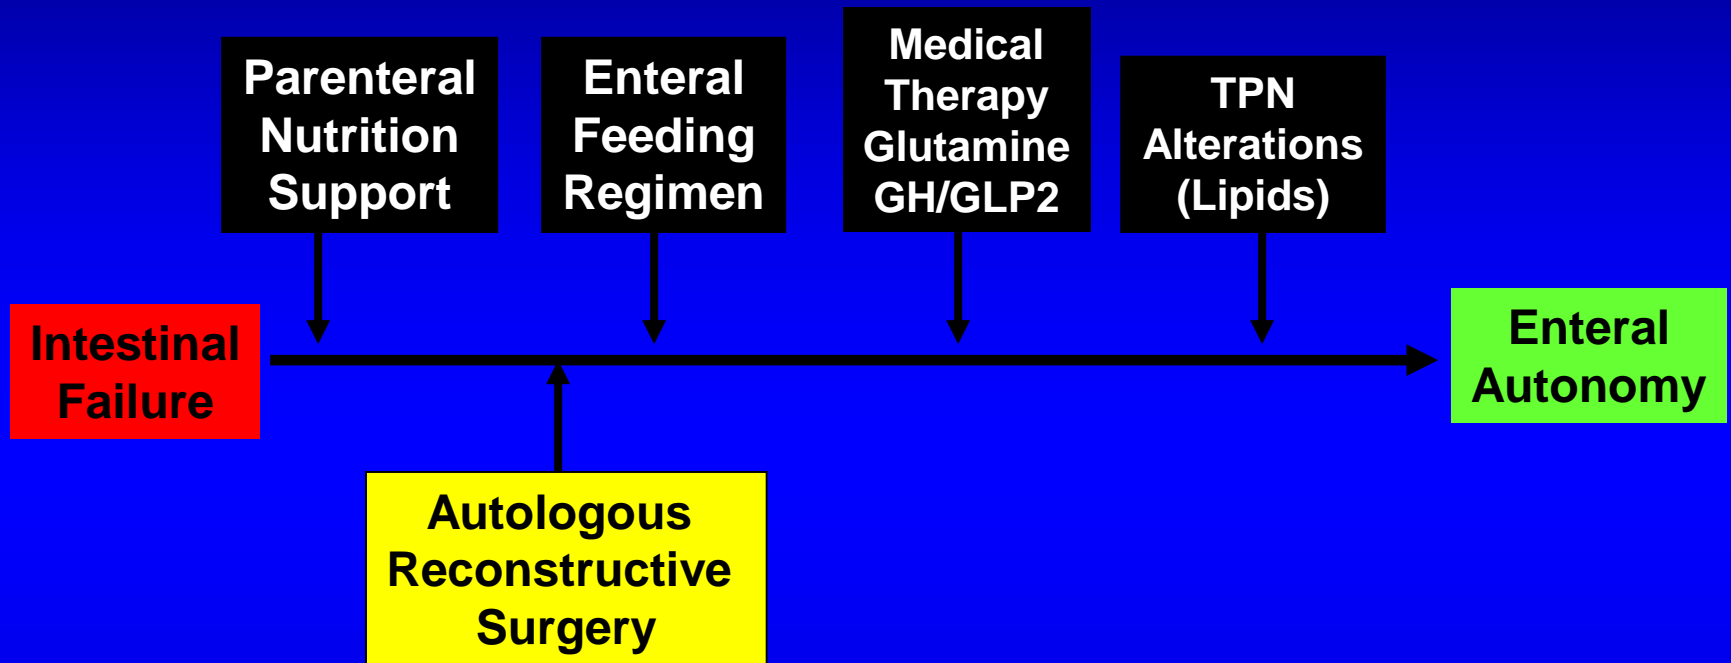 Parenteral
Nutrition
Support
Enteral
Feeding
Regimen
Medical
Therapy
Glutamine
GH/GLP2
TPN
Alterations
(Lipids)
Intestinal
Failure
Enteral
Autonomy
Autologous
Reconstructive
Surgery